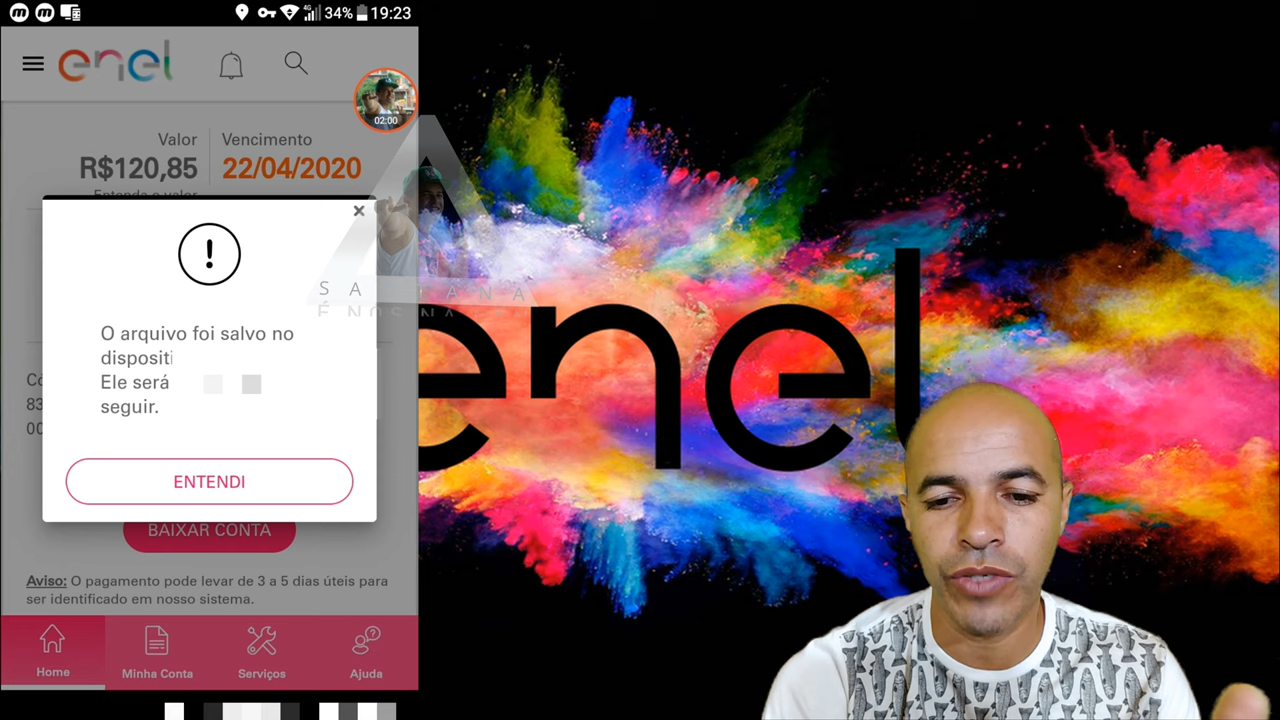 34% 19:23
enel
02:00
Valor Vencimento
R$120,85 22/04/2020
Entenda o valor
O arquivo foi salvo no
Ele será
seguir.
ENTENDI
BAIXAR CONTA
Aviso: O pagamento pode levar de 3 a 5 dias úteis para
ser identificado em nosso sistema.
Home Minha Conta Serviços Ajuda
enel